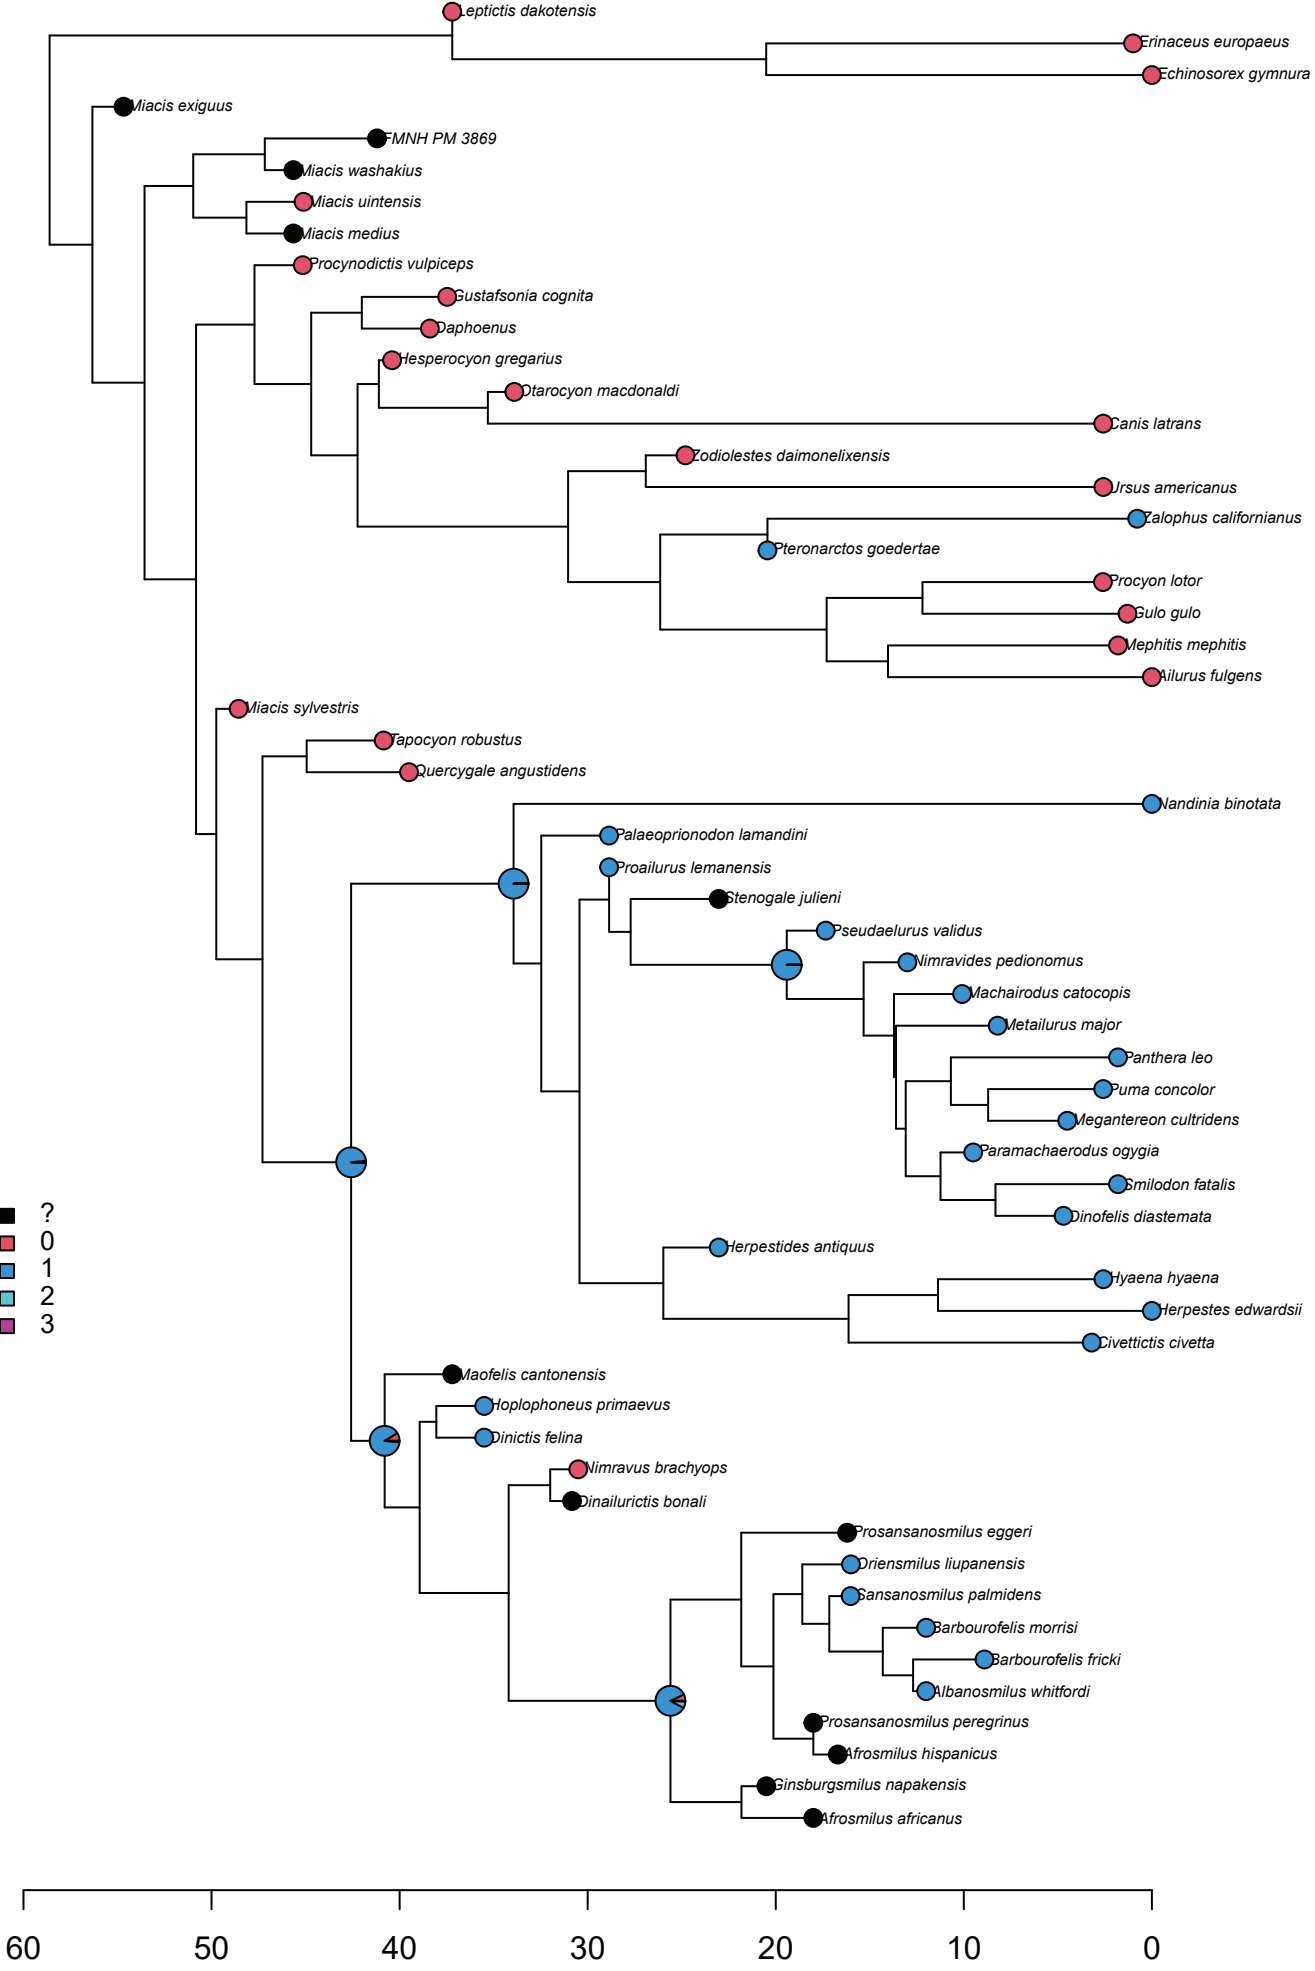 Leptictis dakotensis
Erinaceus europaeus
Echinosorex gymnura
Miacis exiguus
FMNH PM 3869
Miacis washakius
Miacis uintensis
Miacis medius
Procynodictis vulpiceps
Gustafsonia cognita
Daphoenus
Hesperocyon gregarius
Otarocyon macdonaldi
Canis latrans
Zodiolestes daimonelixensis
Ursus americanus
Zalophus californianus
Pteronarctos goedertae
Procyon lotor
Gulo gulo
Mephitis mephitis
Ailurus fulgens
Miacis sylvestris
Tapocyon robustus
Quercygale angustidens
Nandinia binotata
Palaeoprionodon lamandini
Proailurus lemanensis
Stenogale julieni
Pseudaelurus validus
Nimravides pedionomus
Machairodus catocopis
Metailurus major
Panthera leo
Puma concolor
Megantereon cultridens
Paramachaerodus ogygia
Smilodon fatalis
Dinofelis diastemata
?
0
1
2
3
Herpestides antiquus
Hyaena hyaena
Herpestes edwardsii
Civettictis civetta
Maofelis cantonensis
Hoplophoneus primaevus
Dinictis felina
Nimravus brachyops
Dinailurictis bonali
Prosansanosmilus eggeri
Oriensmilus liupanensis
Sansanosmilus palmidens
Barbourofelis morrisi
Barbourofelis fricki
Albanosmilus whitfordi
Prosansanosmilus peregrinus
Afrosmilus hispanicus
Ginsburgsmilus napakensis
Afrosmilus africanus
60 50 40 30 20 10 0